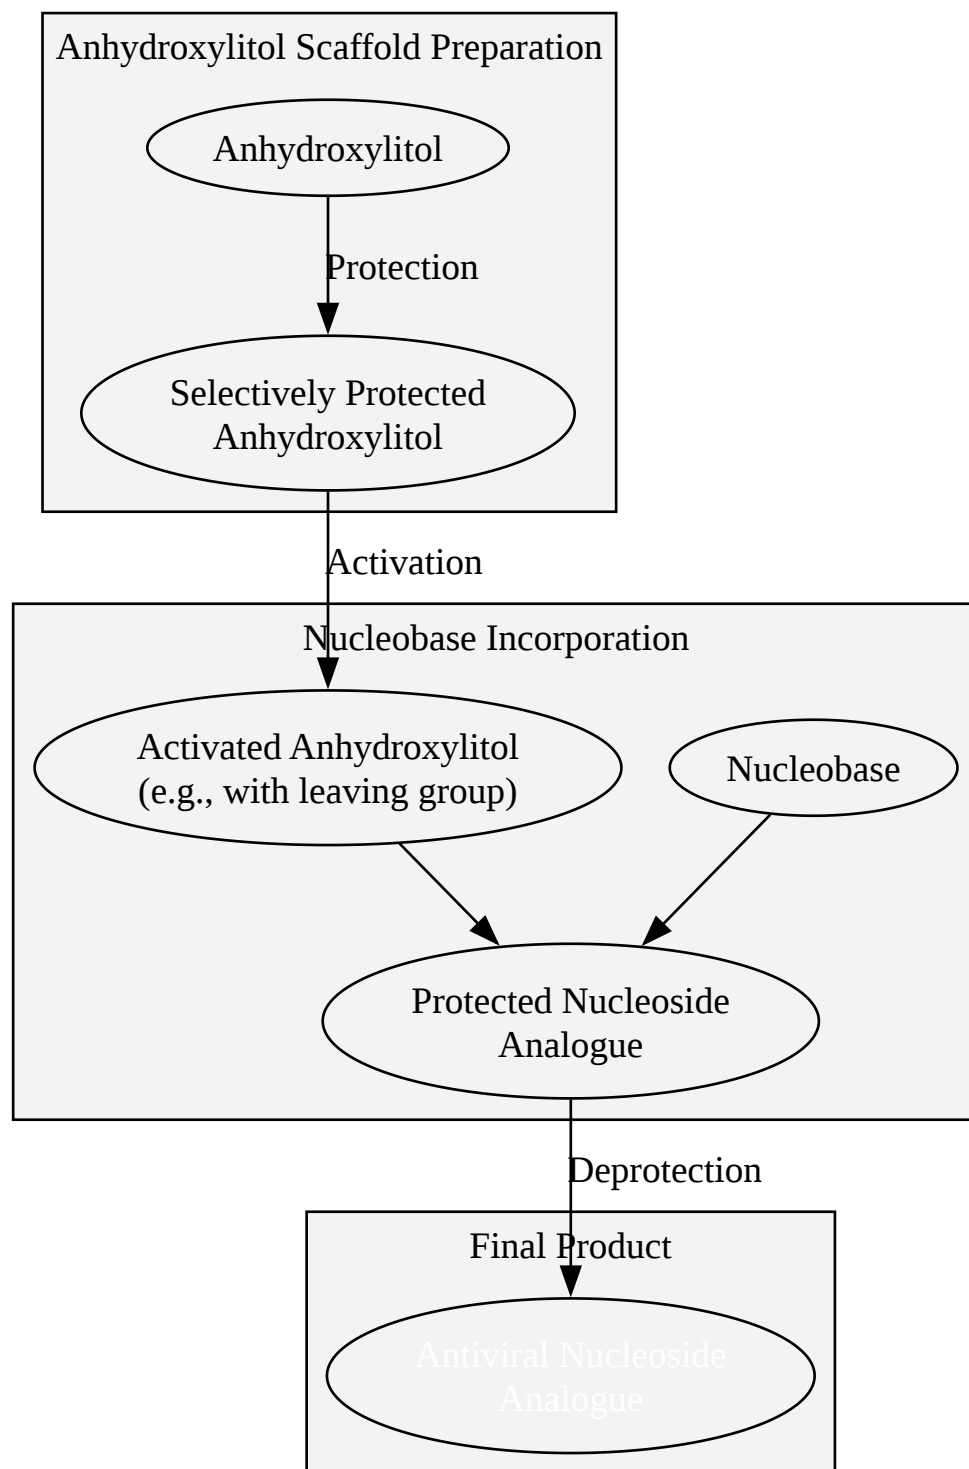 Anhydroxylitol Scaffold Preparation
Anhydroxylitol
Protection
Selectively Protected
Anhydroxylitol
Activation
Nucleobase Incorporation
Activated Anhydroxylitol
(e.g., with leaving group)
Nucleobase
Protected Nucleoside
Analogue
Deprotection
Final Product
Antiviral Nucleoside
Analogue